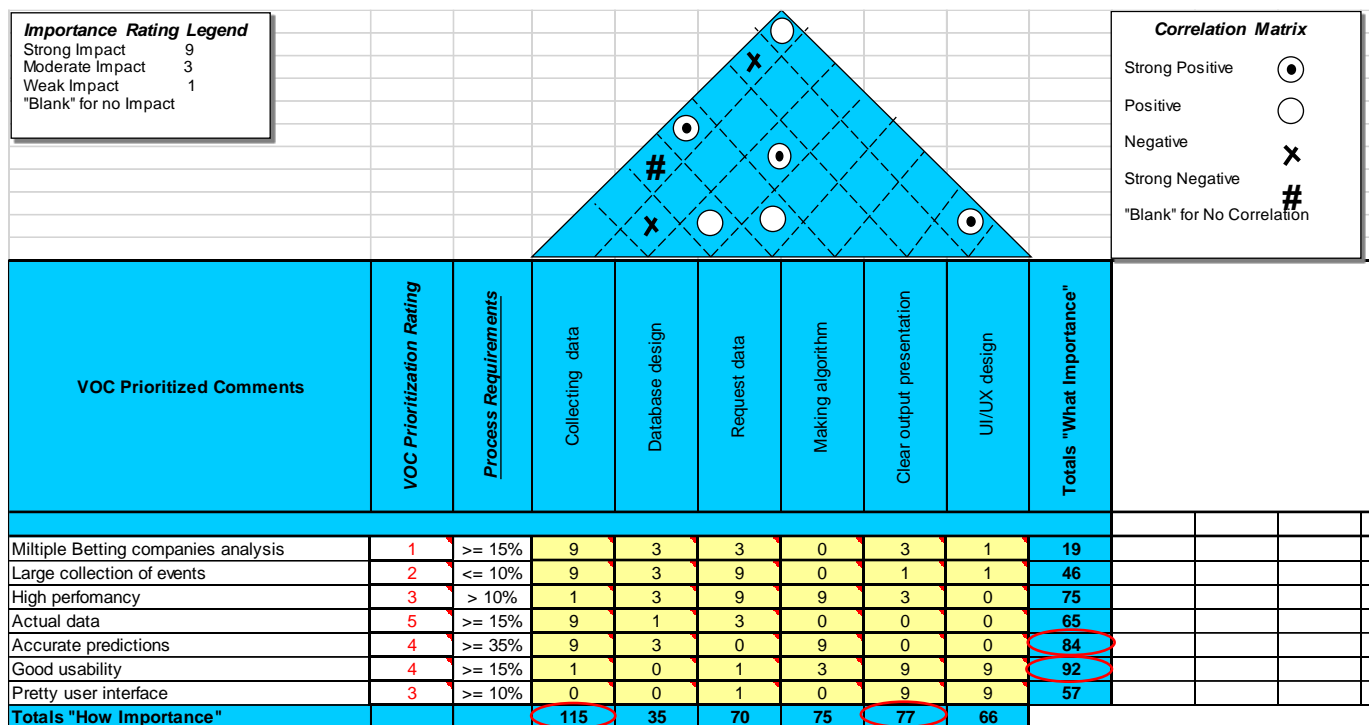 Importance Rating Legend
Strong Impact 9
Moderate Impact 3
Weak Impact 1
"Blank" for no Impact
Correlation Matrix
Strong Positive
Positive
Negative
Strong Negative
#
"Blank" for No Correlation
#
VOC Prioritized Comments
VOC Prioritization Rating
Process Requirements
Collecting data
Database design
Request data
Making algorithm
Clear output presentation
UI/UX design
Totals "What Importance"
Miltiple Betting companies analysis 1 >= 15% 9 3 3 0 3 1 19
Large collection of events 2 <= 10% 9 3 9 0 1 1 46
High perfomancy 3 > 10% 1 3 9 9 3 0 75
Actual data 5 >= 15% 9 1 3 0 0 0 65
Accurate predictions 4 >= 35% 9 3 0 9 0 0 84
Good usability 4 >= 15% 1 0 1 3 9 9 92
Pretty user interface 3 >= 10% 0 0 1 0 9 9 57
Totals "How Importance" 115 35 70 75 77 66